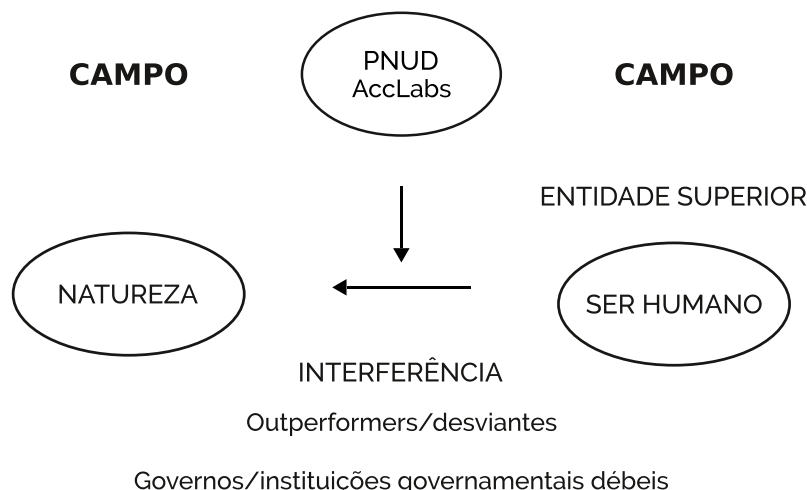 PNUD
AccLabs
CAMPO
CAMPO
ENTIDADE SUPERIOR
NATUREZA
SER HUMANO
INTERFERÊNCIA
Outperformers/desviantes
Governos/instituições governamentais débeis